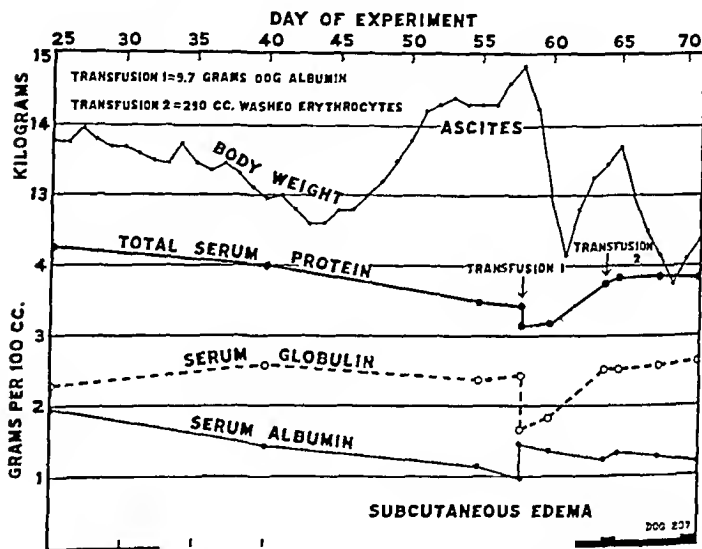 DAY OF EXPERIMENT
25 30 35 40 45 50 55 60 65 70
15
TRANSFUSION 1=9.7 GRAMS DOG ALBUMIN
TRANSFUSION 2=290 CC. WASHED ERYTHROCYTES
KILOGRAMS
14
ASCITES
BODY WEIGHT
13
TOTAL SERUM PROTEIN
TRANSFUSION 2
4
TRANSFUSION 1
3
GRAMS PER 100 CC.
SERUM GLOBULIN
2
SERUM ALBUMIN
1
SUBCUTANEOUS EDEMA
DOG 237